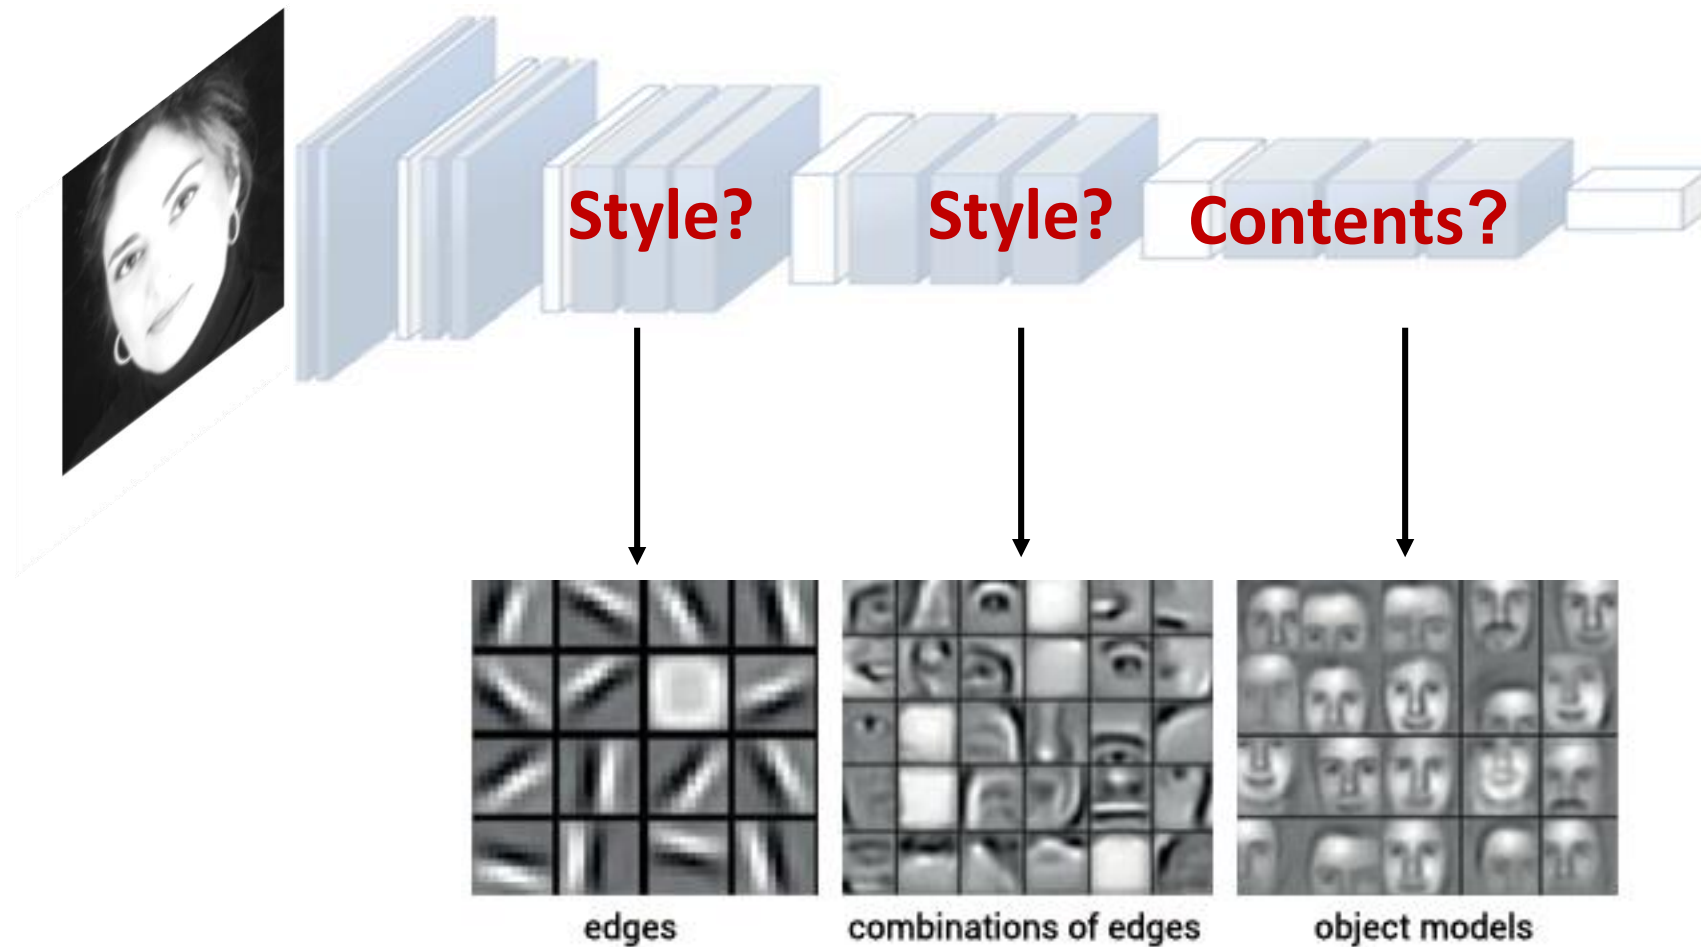 Style?
Style?
Contents?
edges
combinations of edges
object models